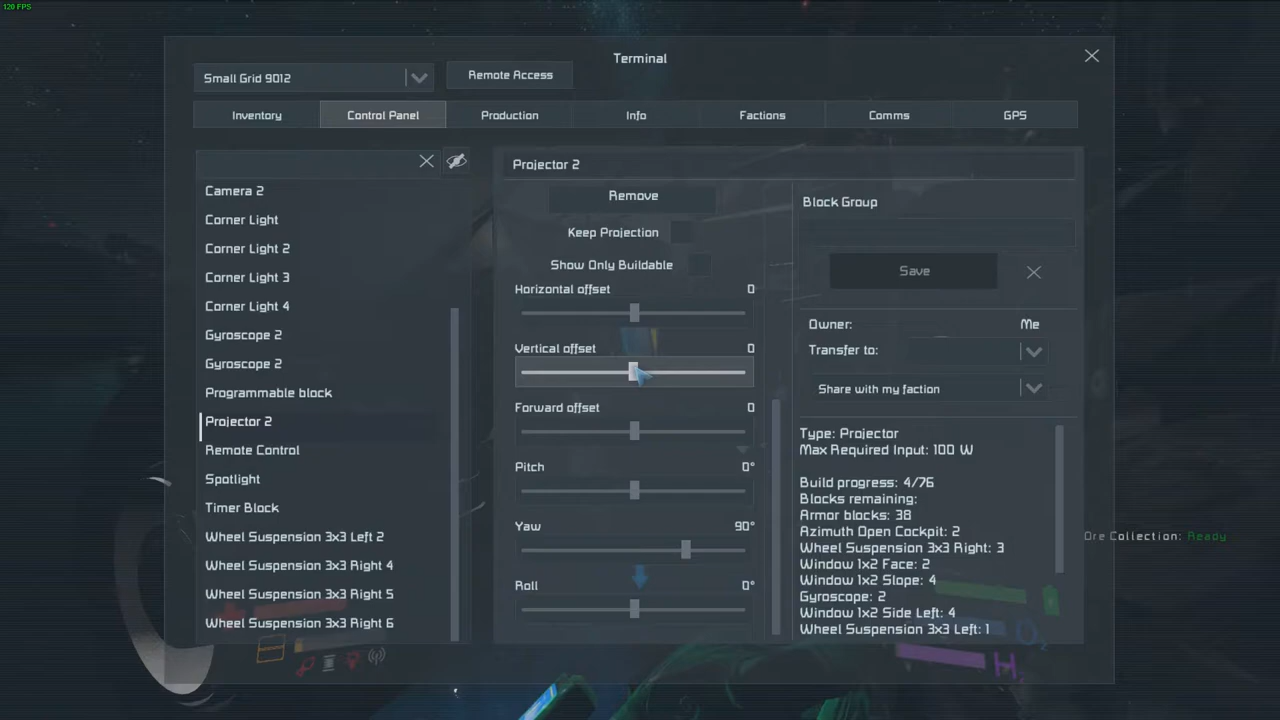 120 FPS
Terminal
Small Grid 9012
Remote Access
Inventory
Control Panel
Production
Info
Factions
Comms
GPS
Camera 2
Corner Light
Corner Light 2
Corner Light 3
Corner Light 4
Gyroscope 2
Gyroscope 2
Programmable block
Projector 2
Remote Control
Spotlight
Timer Block
Wheel Suspension 3x3 Left 2
Wheel Suspension 3x3 Right 4
Wheel Suspension 3x3 Right 5
Wheel Suspension 3x3 Right 6
Projector 2
Remove
Keep Projection
Show Only Buildable
Horizontal offset 0
Vertical offset 0
Forward offset 0
Pitch 0°
Yaw 90°
Roll 0°
Block Group
Save
Owner: Me
Transfer to:
Share with my faction
Type: Projector
Max Required Input: 100 W
Build progress: 4/76
Blocks remaining:
Armor blocks: 38
Azimuth Open Cockpit: 2
Wheel Suspension 3x3 Right: 3
Window 1x2 Face: 2
Window 1x2 Slope: 4
Gyroscope: 2
Window 1x2 Side Left: 4
Wheel Suspension 3x3 Left: 1
Ore Collection: Ready